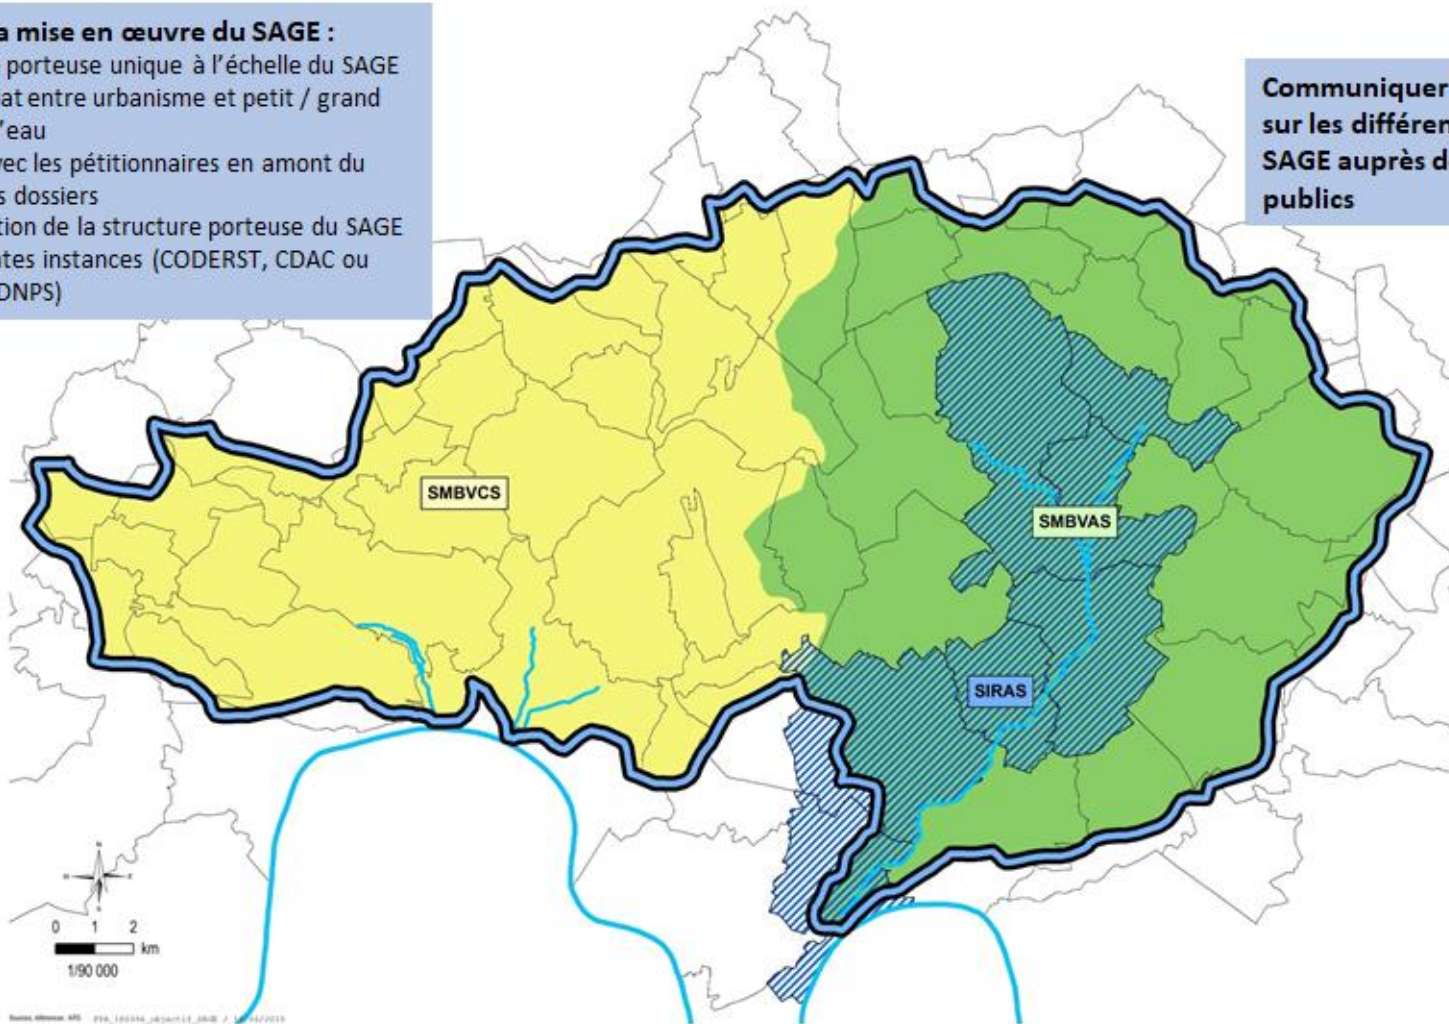 a mise en œuvre du SAGE :
porteuse unique à l'échelle du SAGE
at entre urbanisme et petit / grand
'eau
vec les pétitionnaires en amont du
s dossiers
tion de la structure porteuse du SAGE
ites instances (CODERST, CDAC ou
DNPS)
Communiquer
sur les différen
SAGE auprès d
publics
SMBVCS
SMBVAS
SIRAS
N
0 1 2
km
1/90 000